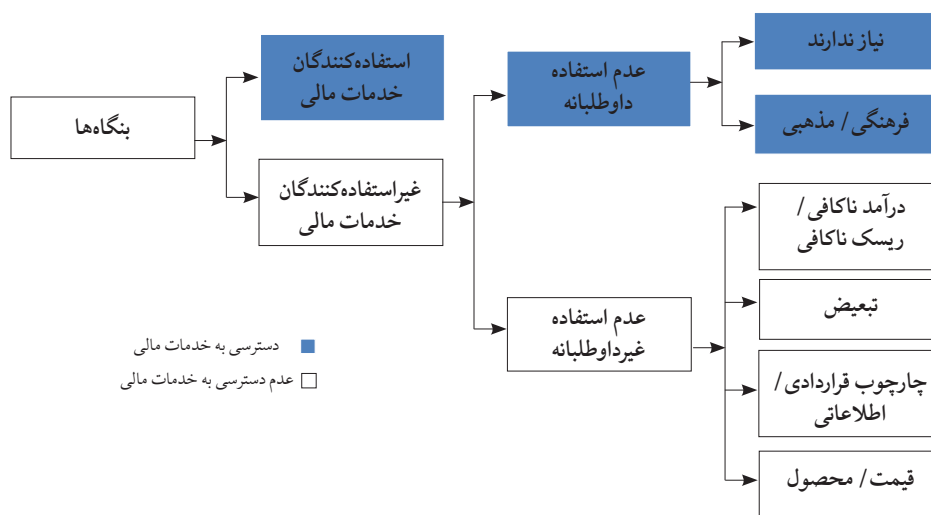 بنگاه‌ها
استفاده‌کنندگان
خدمات مالی
غیراستفاده‌کنندگان
خدمات مالی
عدم استفاده
داوطلبانه
عدم استفاده
غیرداوطلبانه
نیاز ندارند
فرهنگی / مذهبی
درآمد ناکافی /
ریسک ناکافی
تبعیض
چارچوب قراردادی /
اطلاعاتی
قیمت / محصول
دسترسی به خدمات مالی
عدم دسترسی به خدمات مالی